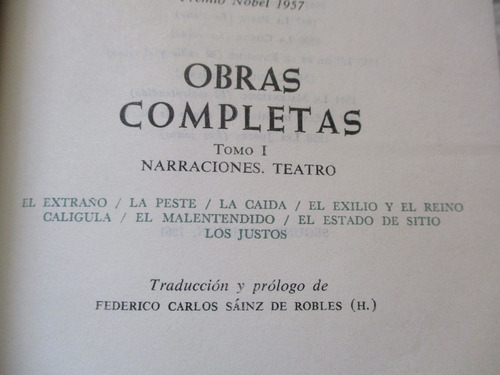 Premio Nobel 1957
OBRAS
COMPLETAS
TOMO I
NARRACIONES. TEATRO
EL EXTRAÑO / LA PESTE / LA CAIDA / EL EXILIO Y EL REINO
CALIGULA / EL MALENTENDIDO / EL ESTADO DE SITIO
LOS JUSTOS
Traducción y prólogo de
FEDERICO CARLOS SÁINZ DE ROBLES (H.)